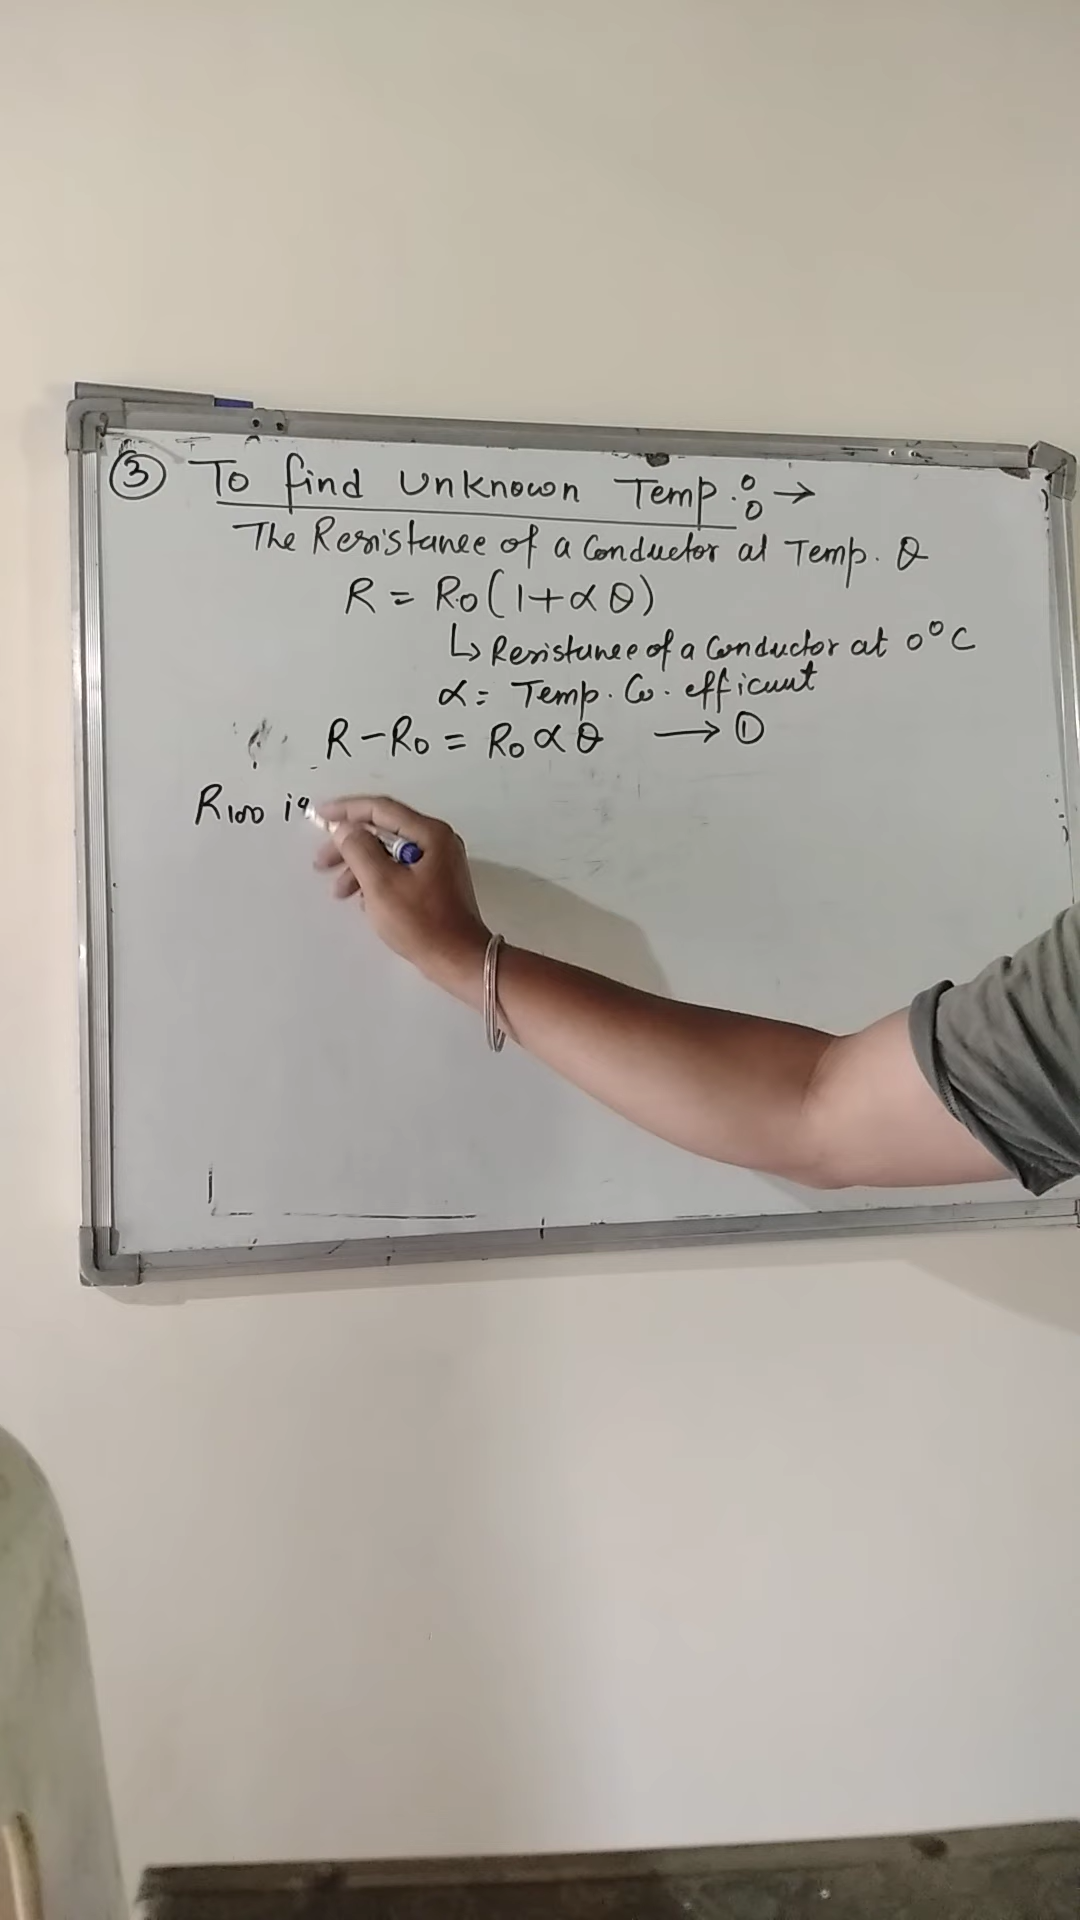 ③ To find Unknown Temp. : →
The Resistance of a Conductor at Temp. θ
R = R₀(1+αθ)
↳ Resistance of a Conductor at 0°C
α = Temp. Co. efficient
R - R₀ = R₀αθ → ①
R₁₀₀ is